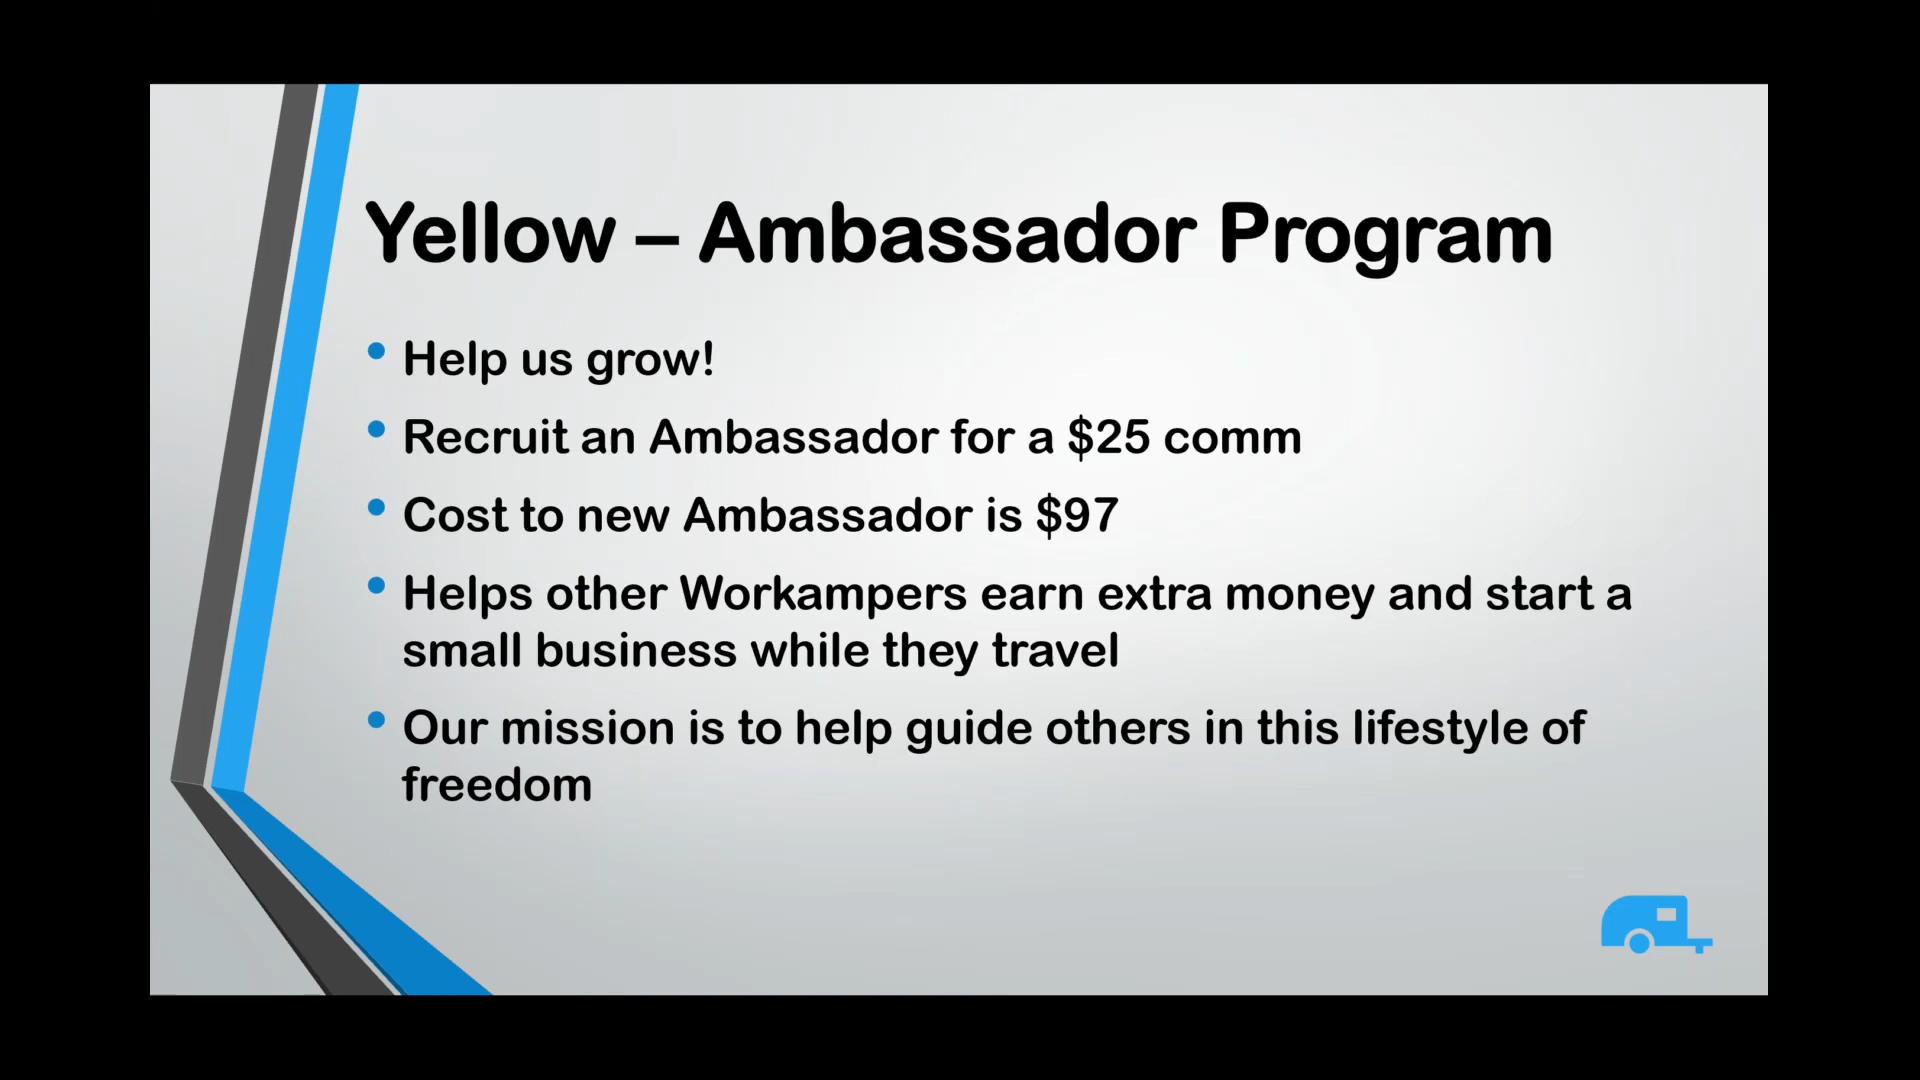 Yellow – Ambassador Program
• Help us grow!
• Recruit an Ambassador for a $25 comm
• Cost to new Ambassador is $97
• Helps other Workampers earn extra money and start a
small business while they travel
• Our mission is to help guide others in this lifestyle of
freedom